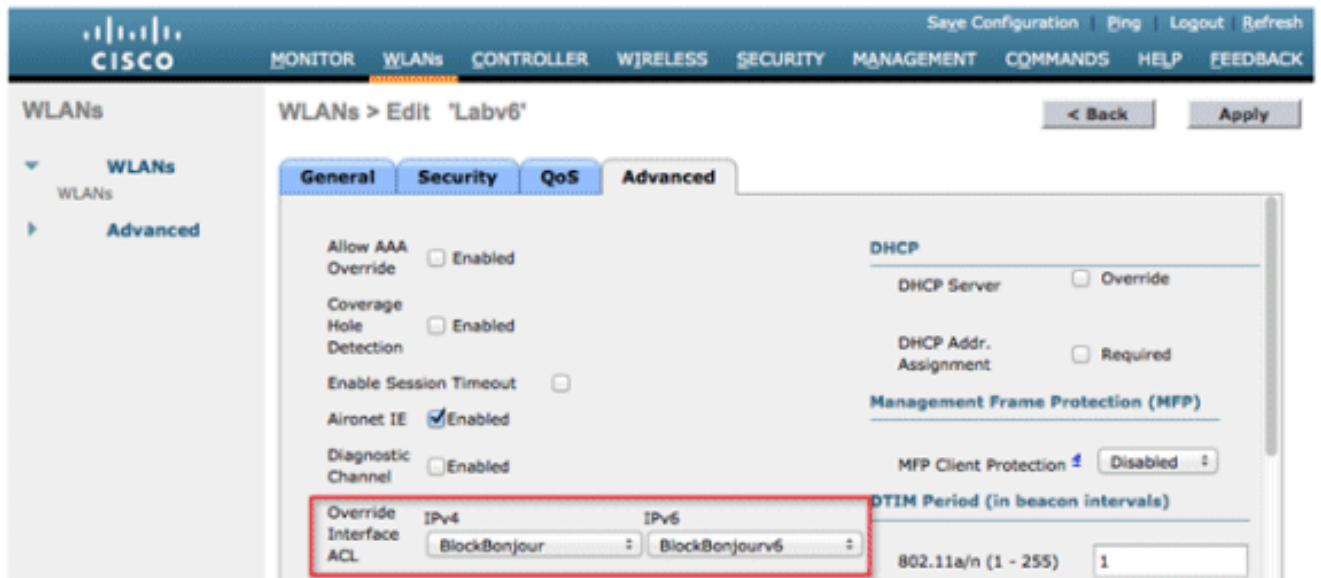 Save Configuration | Ping | Logout | Refresh
CISCO
MONITOR WLANs CONTROLLER WIRELESS SECURITY MANAGEMENT COMMANDS HELP FEEDBACK
WLANs
WLANs > Edit 'Labv6'
< Back
Apply
WLANs
WLANs
Advanced
General Security QoS Advanced
Allow AAA
Override
Enabled
Coverage
Hole
Detection
Enabled
Enable Session Timeout
Aironet IE
Enabled
Diagnostic
Channel
Enabled
Override
Interface
ACL
IPv4
BlockBonjour
IPv6
BlockBonjourv6
DHCP
DHCP Server
Override
DHCP Addr.
Assignment
Required
Management Frame Protection (MFP)
MFP Client Protection 4
Disabled
DTIM Period (in beacon intervals)
802.11a/n (1 - 255)
1